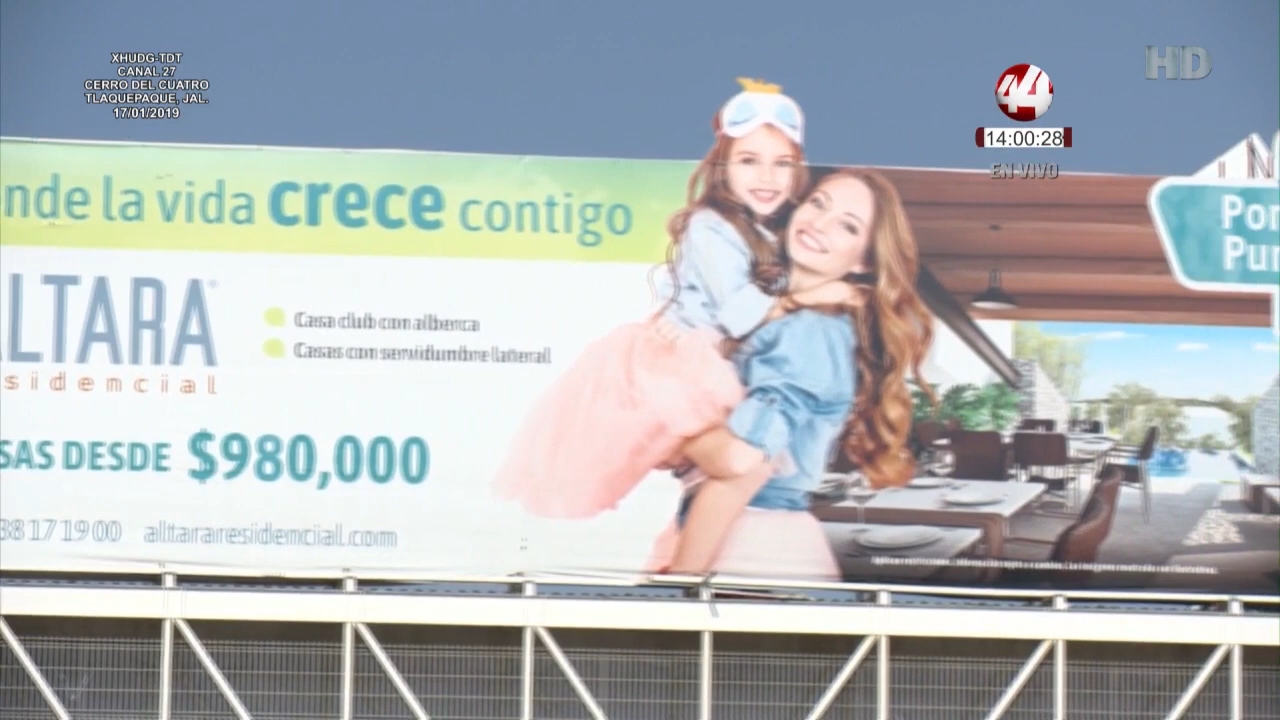 XHUDG-TDT
CANAL 27
CERRO DEL CUATRO
TLAQUEPAQUE, JAL.
17/01/2019
HD
44
14:00:28
EN VIVO
nde la vida crece contigo
ALTARA
sidencial
Casa club con alberca
Casas con servidumbre lateral
SAS DESDE $980,000
38 17 19 00 altararesidencial.com
Por
Pur